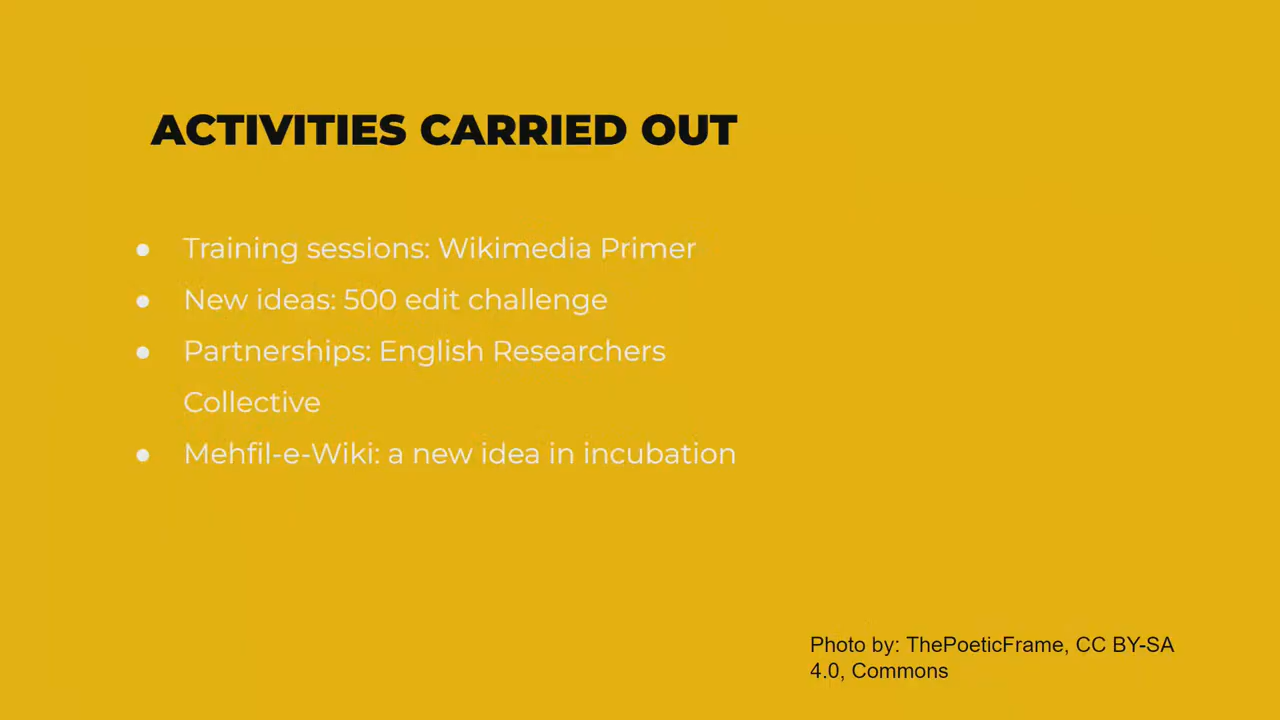 ACTIVITIES CARRIED OUT
● Training sessions: Wikimedia Primer
● New ideas: 500 edit challenge
● Partnerships: English Researchers
Collective
● Mehfil-e-Wiki: a new idea in incubation
Photo by: ThePoeticFrame, CC BY-SA
4.0, Commons